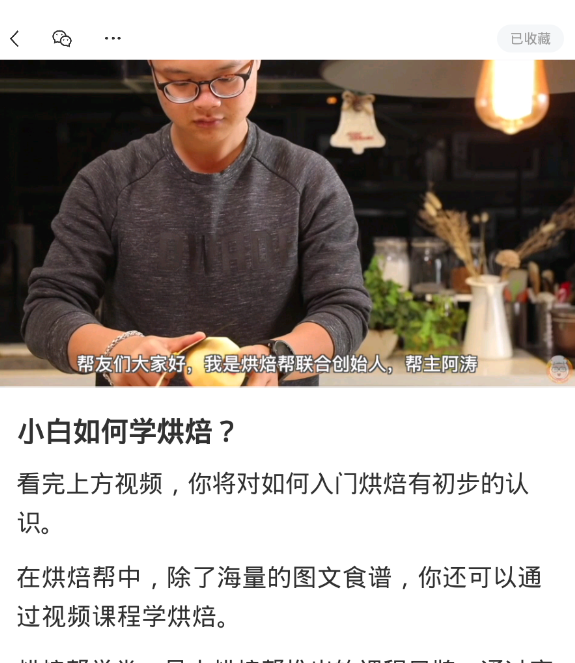 已收藏
帮友们大家好，我是烘焙帮联合创始人，帮主阿涛
小白如何学烘焙？
看完上方视频，你将对如何入门烘焙有初步的认
识。
在烘焙帮中，除了海量的图文食谱，你还可以通
过视频课程学烘焙。